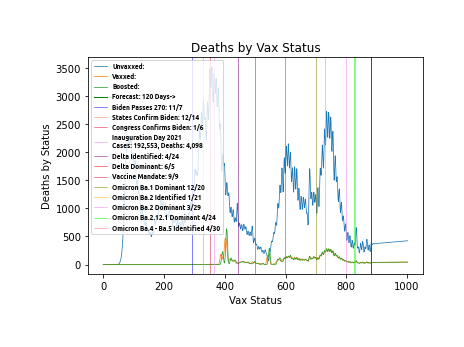 Deaths by Vax Status
Deaths by Status
3500
3000
2500
2000
1500
1000
500
0
Unvaxxed:
Vaxxed:
Boosted:
Forecast: 120 Days->
Biden Passes 270: 11/7
States Confirm Biden: 12/14
Congress Confirms Biden: 1/6
Inauguration Day 2021
Cases: 192,553, Deaths: 4,098
Delta Identified: 4/24
Delta Dominant: 6/5
Vaccine Mandate: 9/9
Omicron Ba.1 Dominant 12/20
Omicron Ba.2 Identified 1/21
Omicron Ba.2 Dominant 3/29
Omicron Ba.2.12.1 Dominant 4/24
Omicron Ba.4 - Ba.5 Identified 4/30
0
200
400
600
800
1000
Vax Status